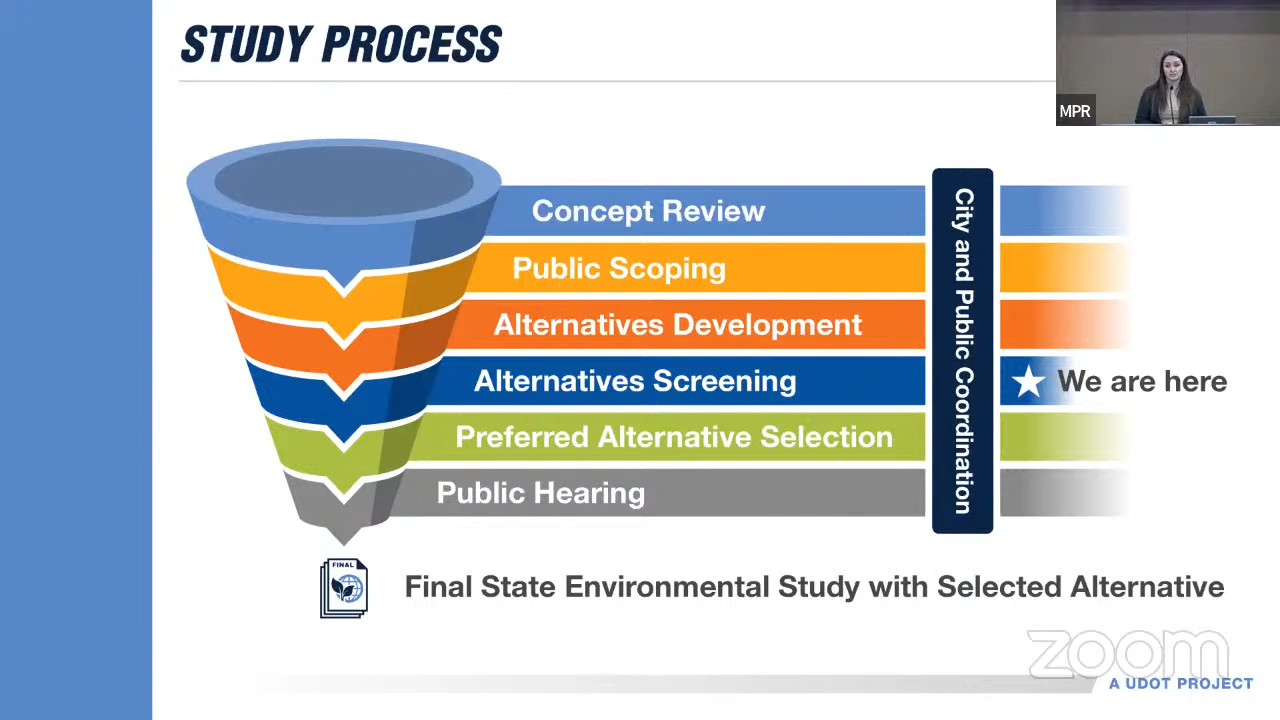 STUDY PROCESS
MPR
Concept Review
Public Scoping
Alternatives Development
Alternatives Screening
We are here
Preferred Alternative Selection
Public Hearing
City and Public Coordination
FINAL
Final State Environmental Study with Selected Alternative
zoom
A UDOT PROJECT